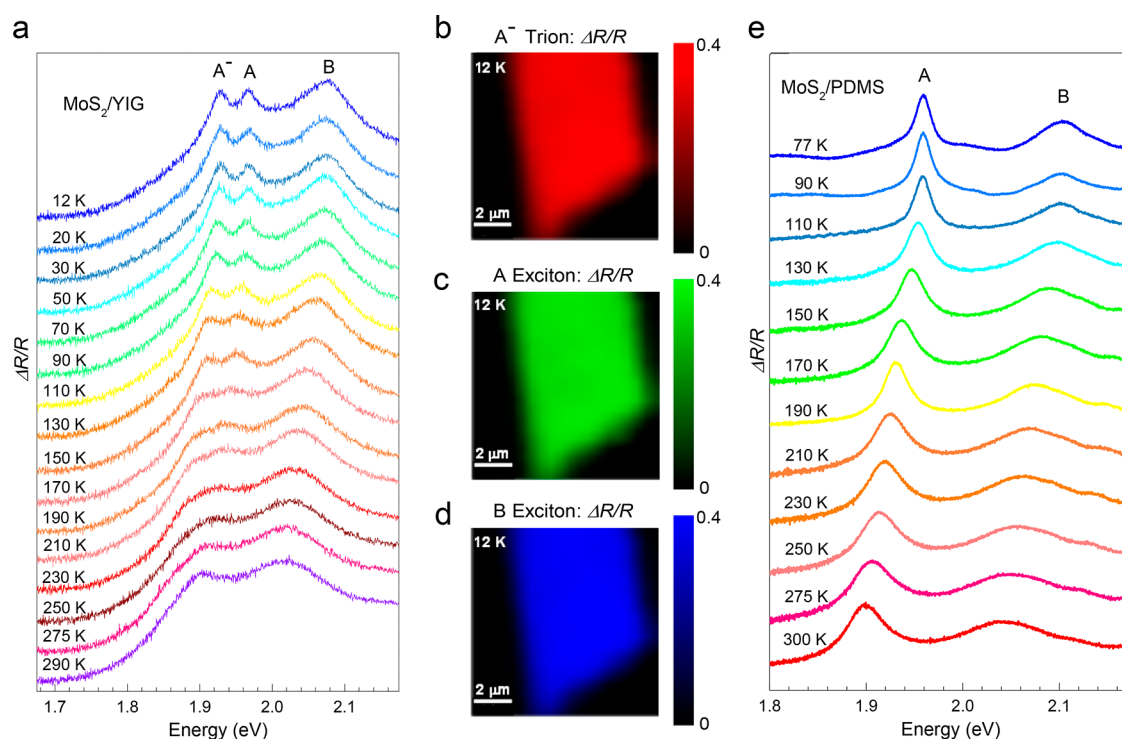 a
MoS2/YIG
A⁻
A
B
12 K
20 K
30 K
50 K
70 K
90 K
110 K
130 K
150 K
170 K
190 K
210 K
230 K
250 K
275 K
290 K
ΔR/R
1.7
1.8
1.9
2.0
2.1
Energy (eV)
b
A⁻ Trion: ΔR/R
12 K
2 μm
0.4
0
c
A Exciton: ΔR/R
12 K
2 μm
0.4
0
d
B Exciton: ΔR/R
12 K
2 μm
0.4
0
e
MoS2/PDMS
A
B
77 K
90 K
110 K
130 K
150 K
170 K
190 K
210 K
230 K
250 K
275 K
300 K
ΔR/R
1.8
1.9
2.0
2.1
Energy (eV)